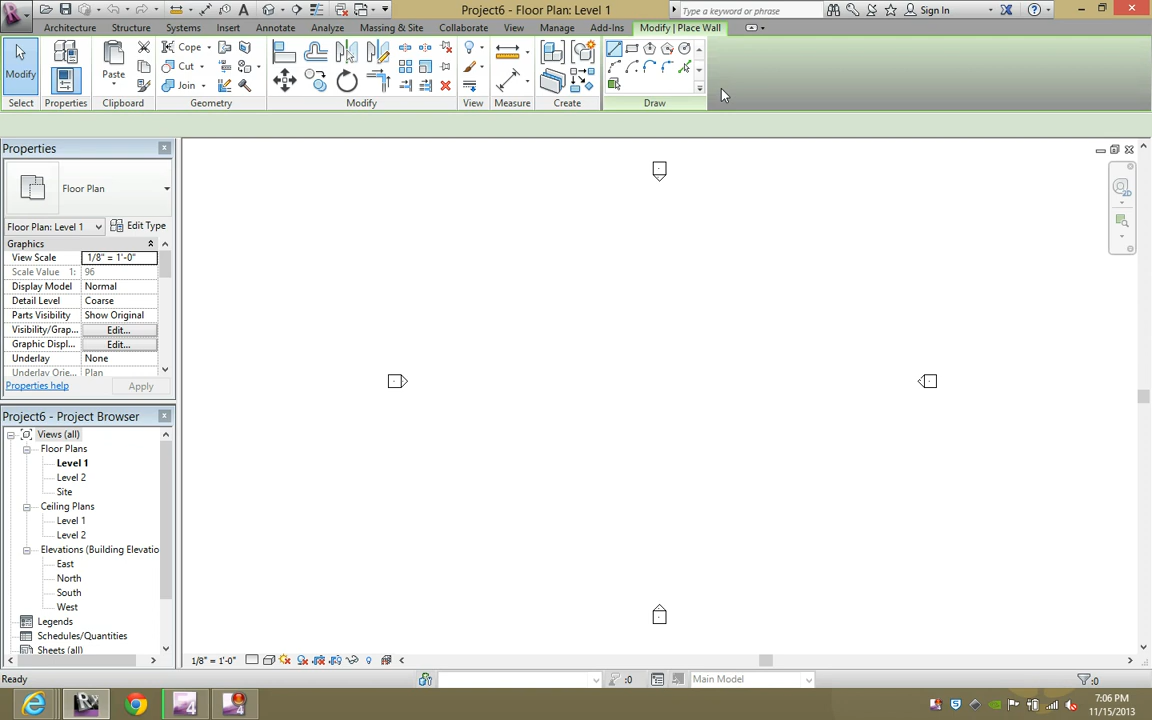 Project6 - Floor Plan: Level 1
Type a keyword or phrase
Sign In
Architecture
Structure
Systems
Insert
Annotate
Analyze
Massing & Site
Collaborate
View
Manage
Add-Ins
Modify | Place Wall
Modify
Paste
Cope
Cut
Join
Select
Properties
Clipboard
Geometry
Modify
View
Measure
Create
Draw
Properties
Floor Plan
Floor Plan: Level 1
Edit Type
Graphics
View Scale 1/8" = 1'-0"
Scale Value 1: 96
Display Model Normal
Detail Level Coarse
Parts Visibility Show Original
Visibility/Grap... Edit...
Graphic Displ... Edit...
Underlay None
Underlay Orie... Plan
Properties help
Apply
Project6 - Project Browser
Views (all)
Floor Plans
Level 1
Level 2
Site
Ceiling Plans
Level 1
Level 2
Elevations (Building Elevatio
East
North
South
West
Legends
Schedules/Quantities
Sheets (all)
2D
1/8" = 1'-0"
Ready
:0
Main Model
:0
7:06 PM
11/15/2013